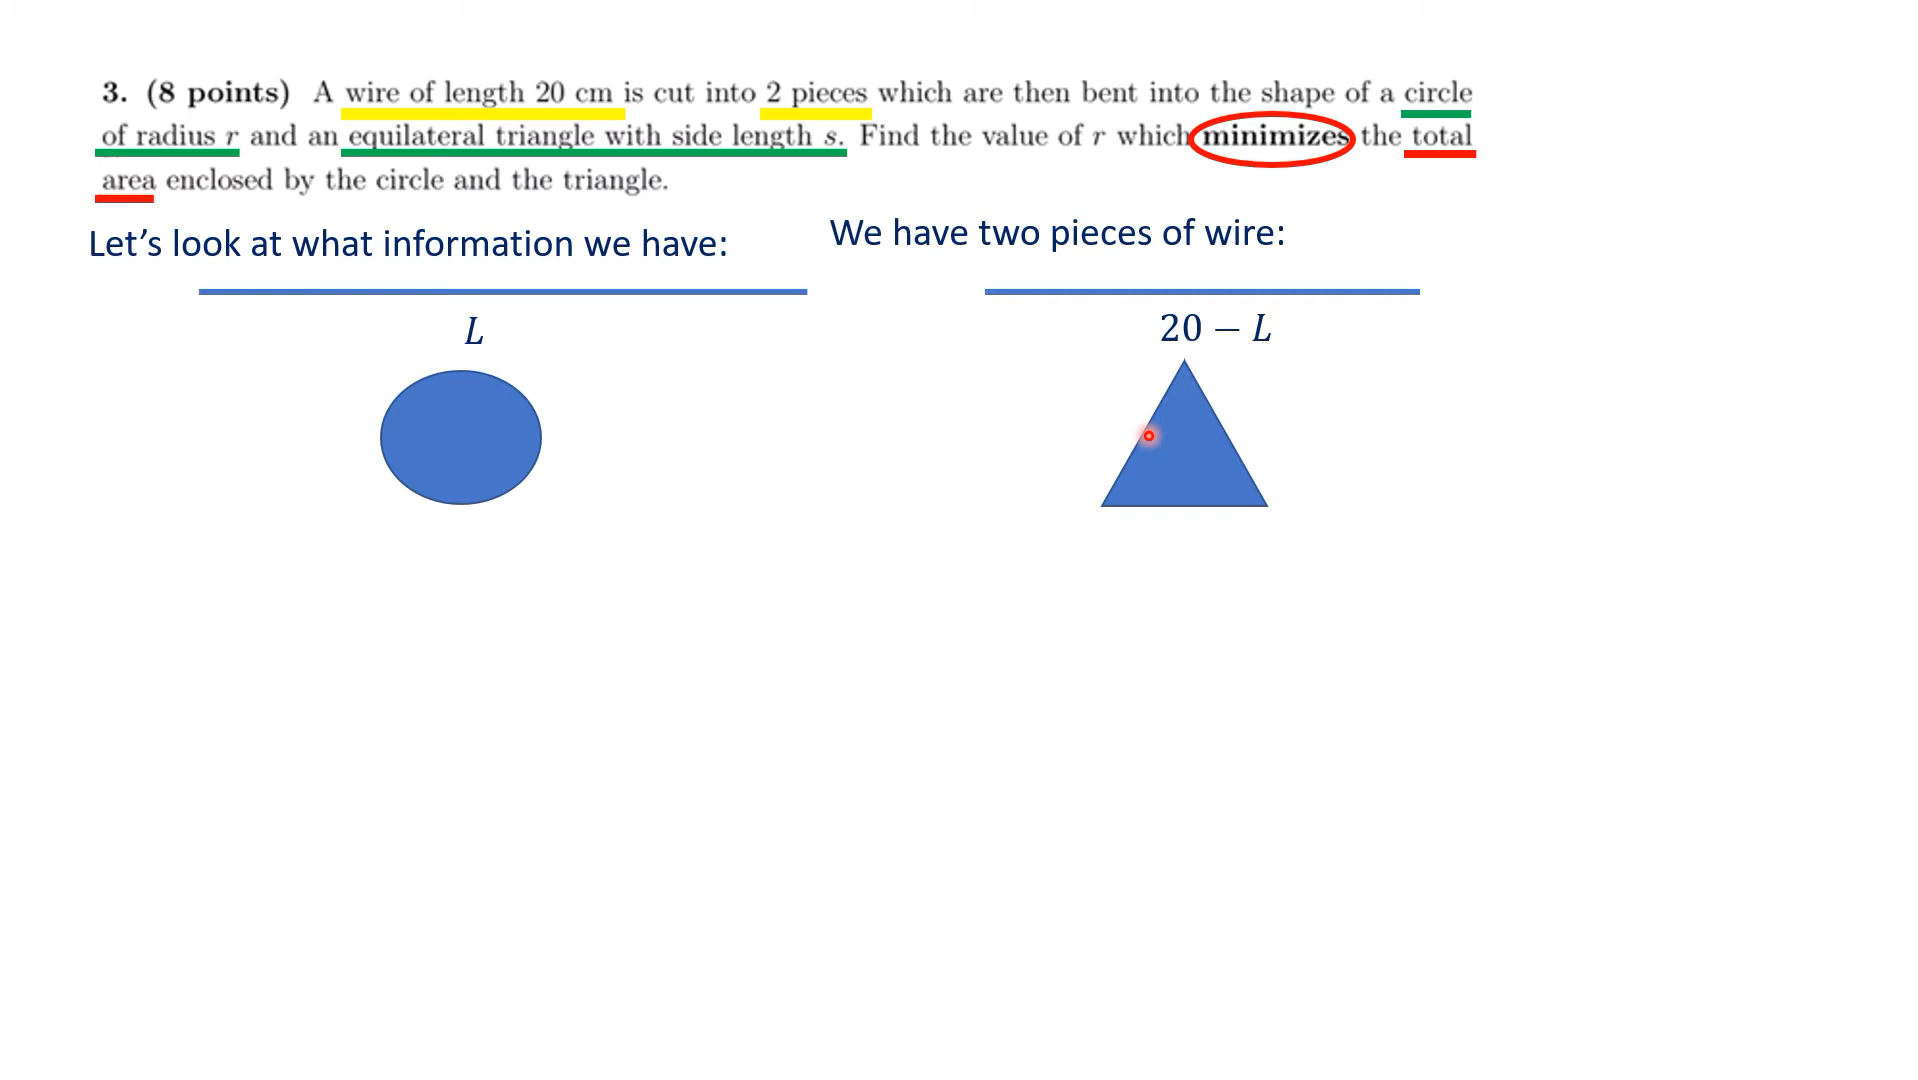 3. (8 points) A wire of length 20 cm is cut into 2 pieces which are then bent into the shape of a circle
of radius r and an equilateral triangle with side length s. Find the value of r which minimizes the total
area enclosed by the circle and the triangle.
Let’s look at what information we have:
We have two pieces of wire:
L
20 − L